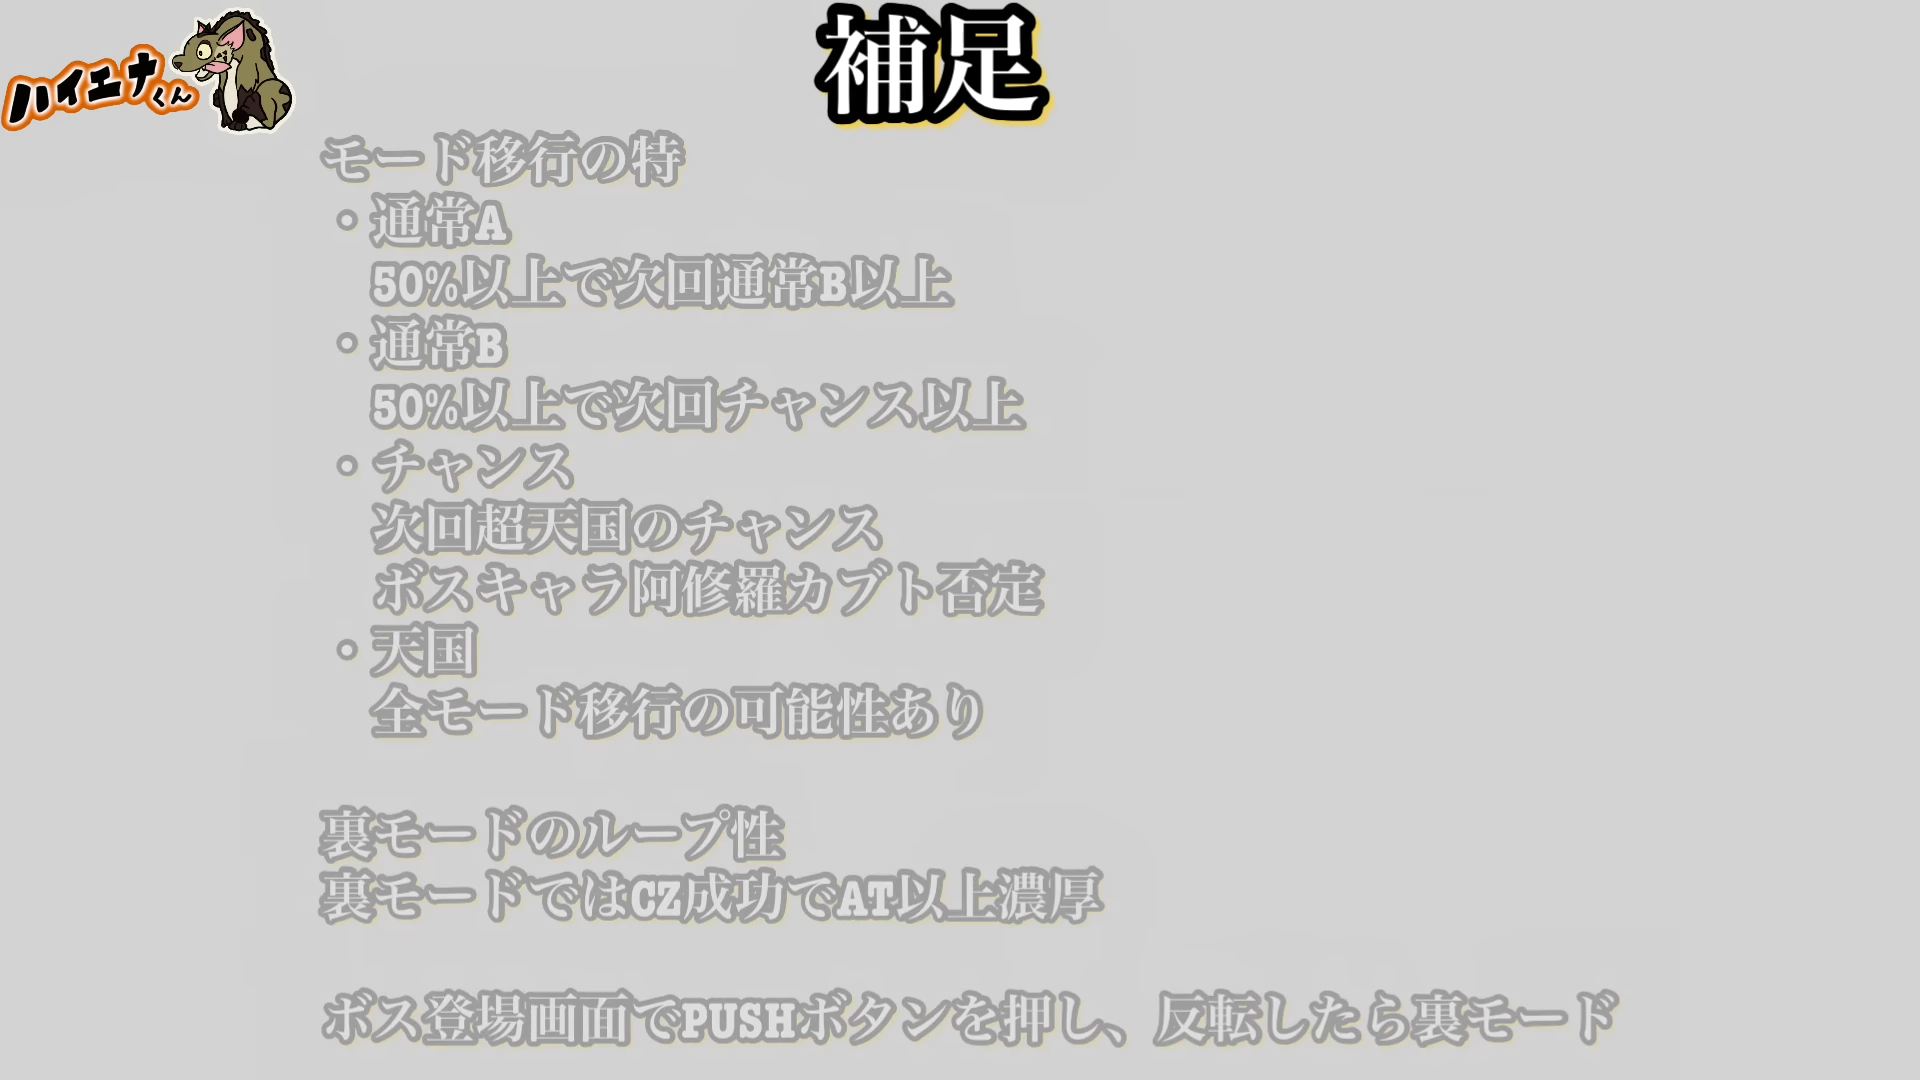 ハイエナくん
補足
モード移行の特
・通常A
50%以上で次回通常B以上
・通常B
50%以上で次回チャンス以上
・チャンス
次回超天国のチャンス
ボスキャラ阿修羅カブト否定
・天国
全モード移行の可能性あり
裏モードのループ性
裏モードではCZ成功でAT以上濃厚
ボス登場画面でPUSHボタンを押し、反転したら裏モード